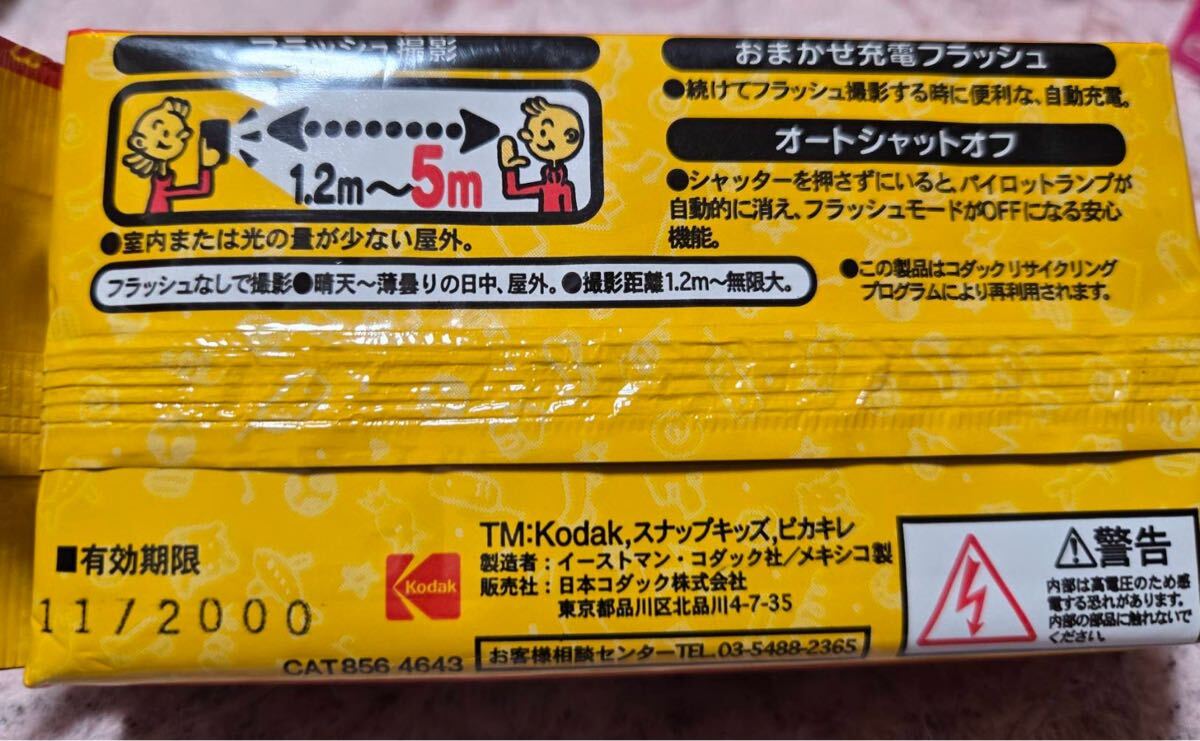 フラッシュ撮影
1.2m～5m
●室内または光の量が少ない屋外。
フラッシュなしで撮影●晴天～薄曇りの日中、屋外。●撮影距離1.2m～無限大。
おまかせ充電フラッシュ
●続けてフラッシュ撮影する時に便利な、自動充電。
オートシャットオフ
●シャッターを押さずにいると、パイロットランプが
自動的に消え、フラッシュモードがOFFになる安心
機能。
●この製品はコダックリサイクリング
プログラムにより再利用されます。
■有効期限
11/2000
Kodak
TM:Kodak,スナップキッズ,ピカキレ
製造者：イーストマン・コダック社/メキシコ製
販売社：日本コダック株式会社
東京都品川区北品川4-7-35
CAT 856 4643
お客様相談センターTEL.03-5488-2365
警告
内部は高電圧のため感
電する恐れがあります。
内部の部品に触れないで
ください。